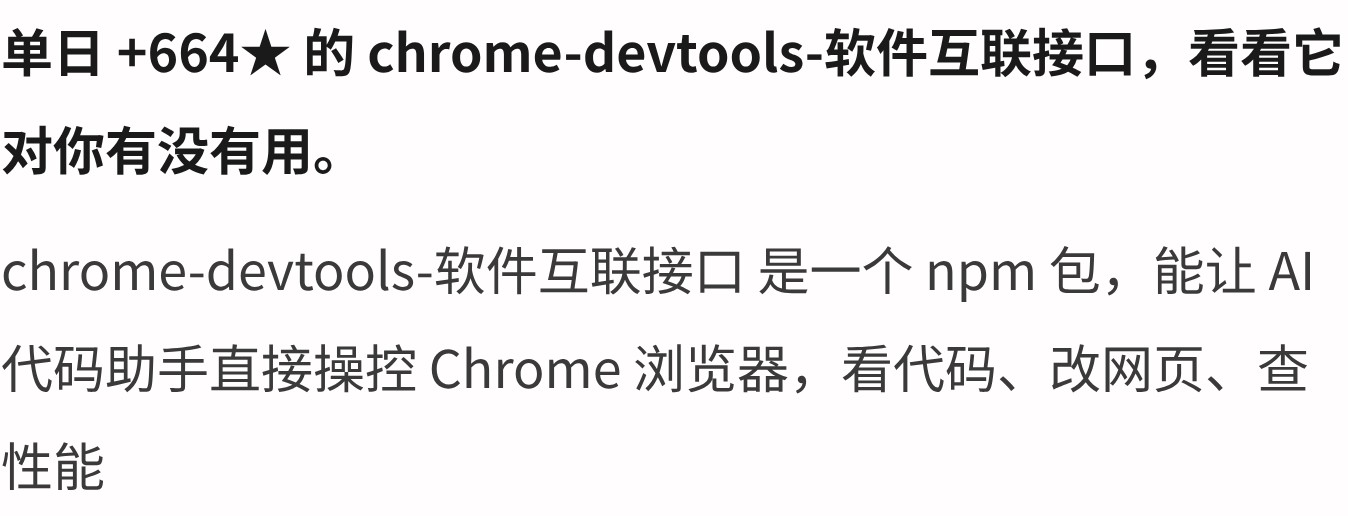 单日 +664★ 的 chrome-devtools-软件互联接口，看看它
对你有没有用。
chrome-devtools-软件互联接口 是一个 npm 包，能让 AI
代码助手直接操控 Chrome 浏览器，看代码、改网页、查
性能